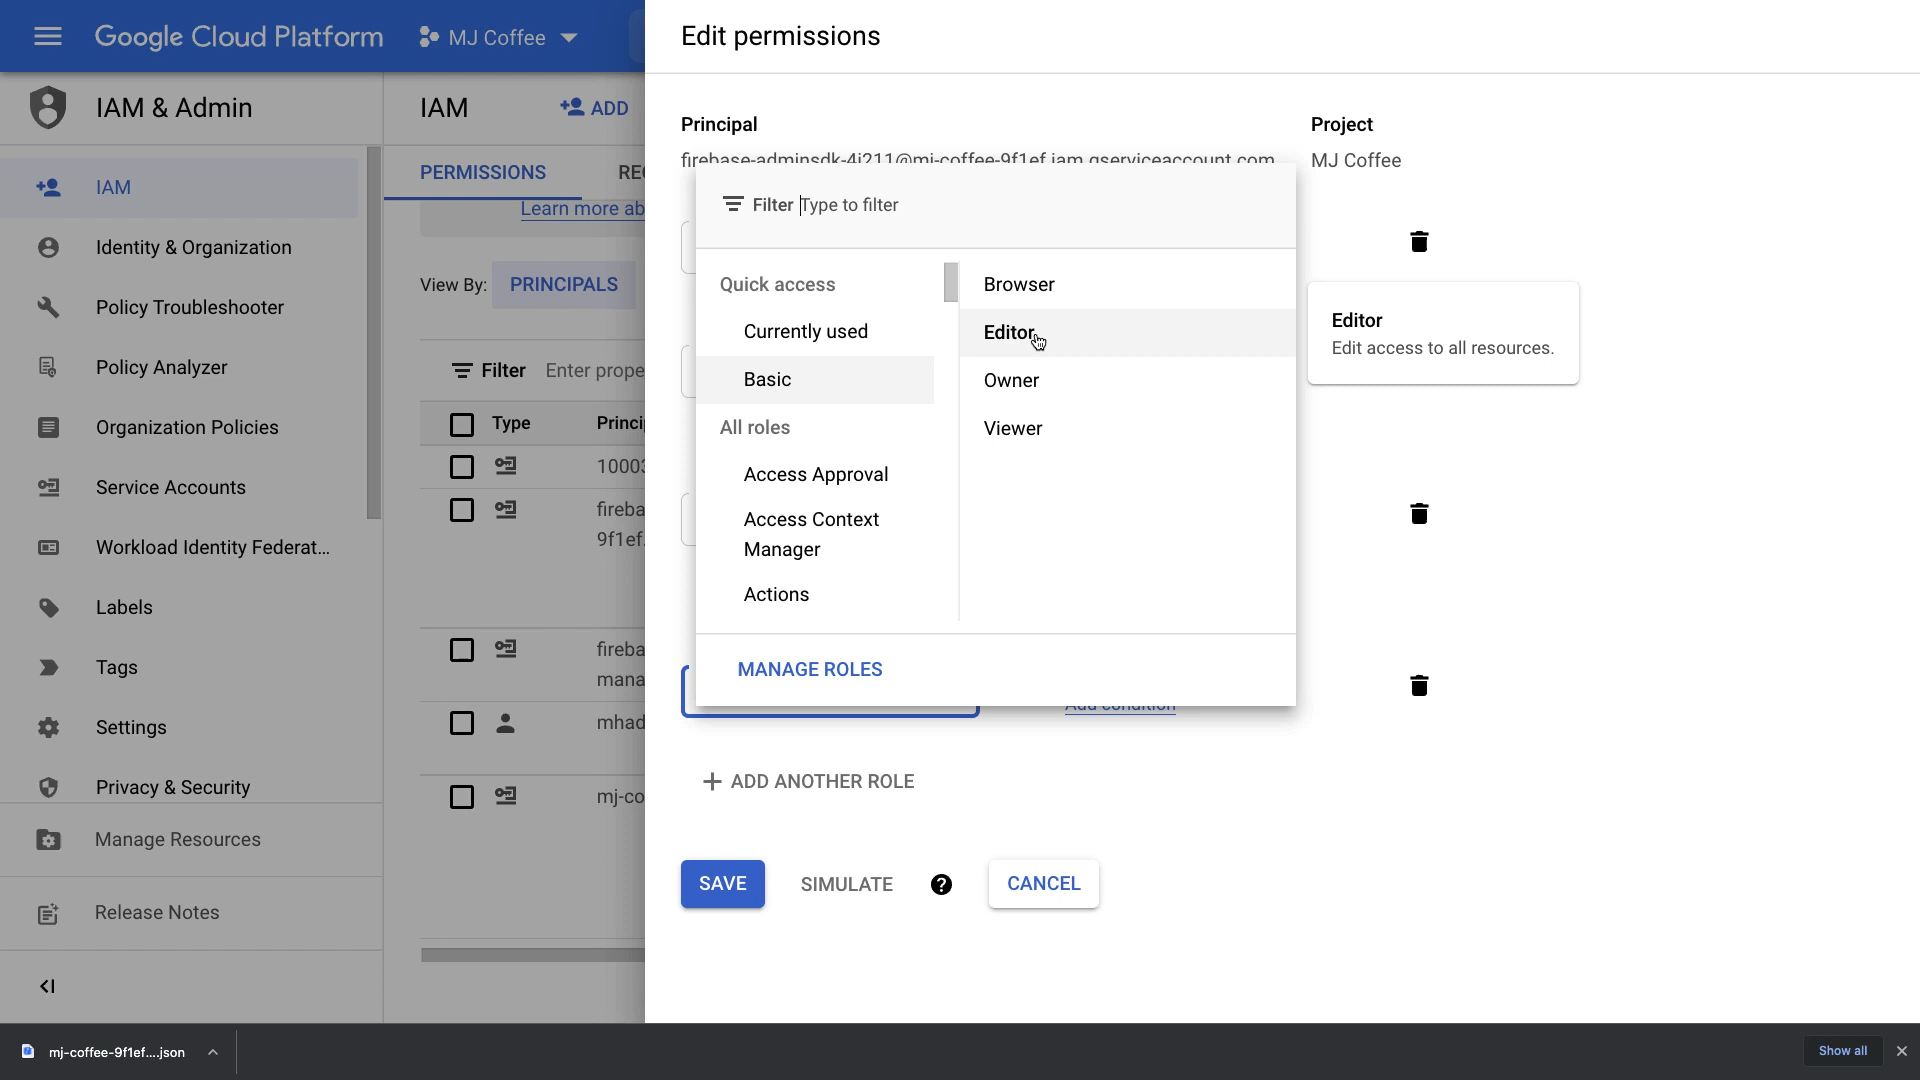 Google Cloud Platform
MJ Coffee
Edit permissions
IAM & Admin
IAM
ADD
Principal
Project
firebase-adminsdk-4j211@mj-coffee-9f1ef.iam.gserviceaccount.com
MJ Coffee
IAM
PERMISSIONS
REC
Learn more ab
Filter Type to filter
Identity & Organization
View By:
PRINCIPALS
Quick access
Browser
Policy Troubleshooter
Currently used
Editor
Editor
Edit access to all resources.
Policy Analyzer
Filter
Enter prope
Basic
Owner
Organization Policies
Type
Princi
All roles
Viewer
10003
Access Approval
Service Accounts
fireba
9f1ef.
Access Context
Manager
Workload Identity Federat...
Actions
Labels
fireba
mana
Tags
MANAGE ROLES
Add condition
Settings
mhad
Privacy & Security
mj-co
ADD ANOTHER ROLE
Manage Resources
SAVE
SIMULATE
CANCEL
Release Notes
mj-coffee-9f1ef....json
Show all